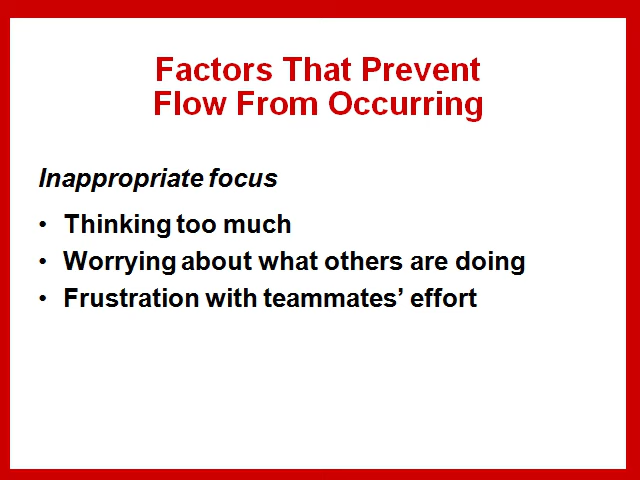 Factors That Prevent
Flow From Occurring
Inappropriate focus
• Thinking too much
• Worrying about what others are doing
• Frustration with teammates’ effort